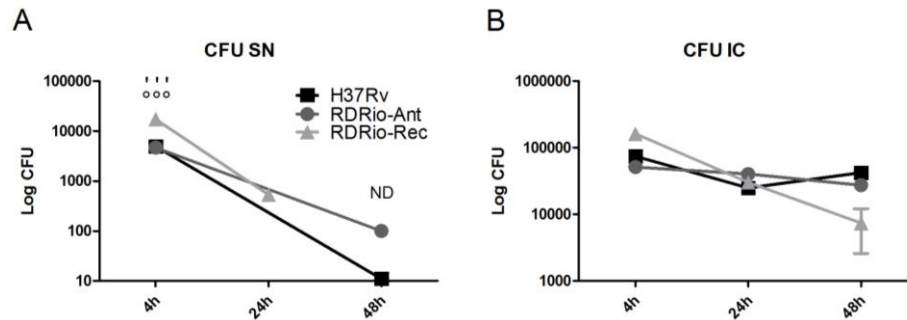 A
CFU SN
Log CFU
100000
10000
1000
100
10
' ' '
°°°
H37Rv
RDRio-Ant
RDRio-Rec
ND
4h
24h
48h
B
CFU IC
Log CFU
1000000
100000
10000
1000
4h
24h
48h